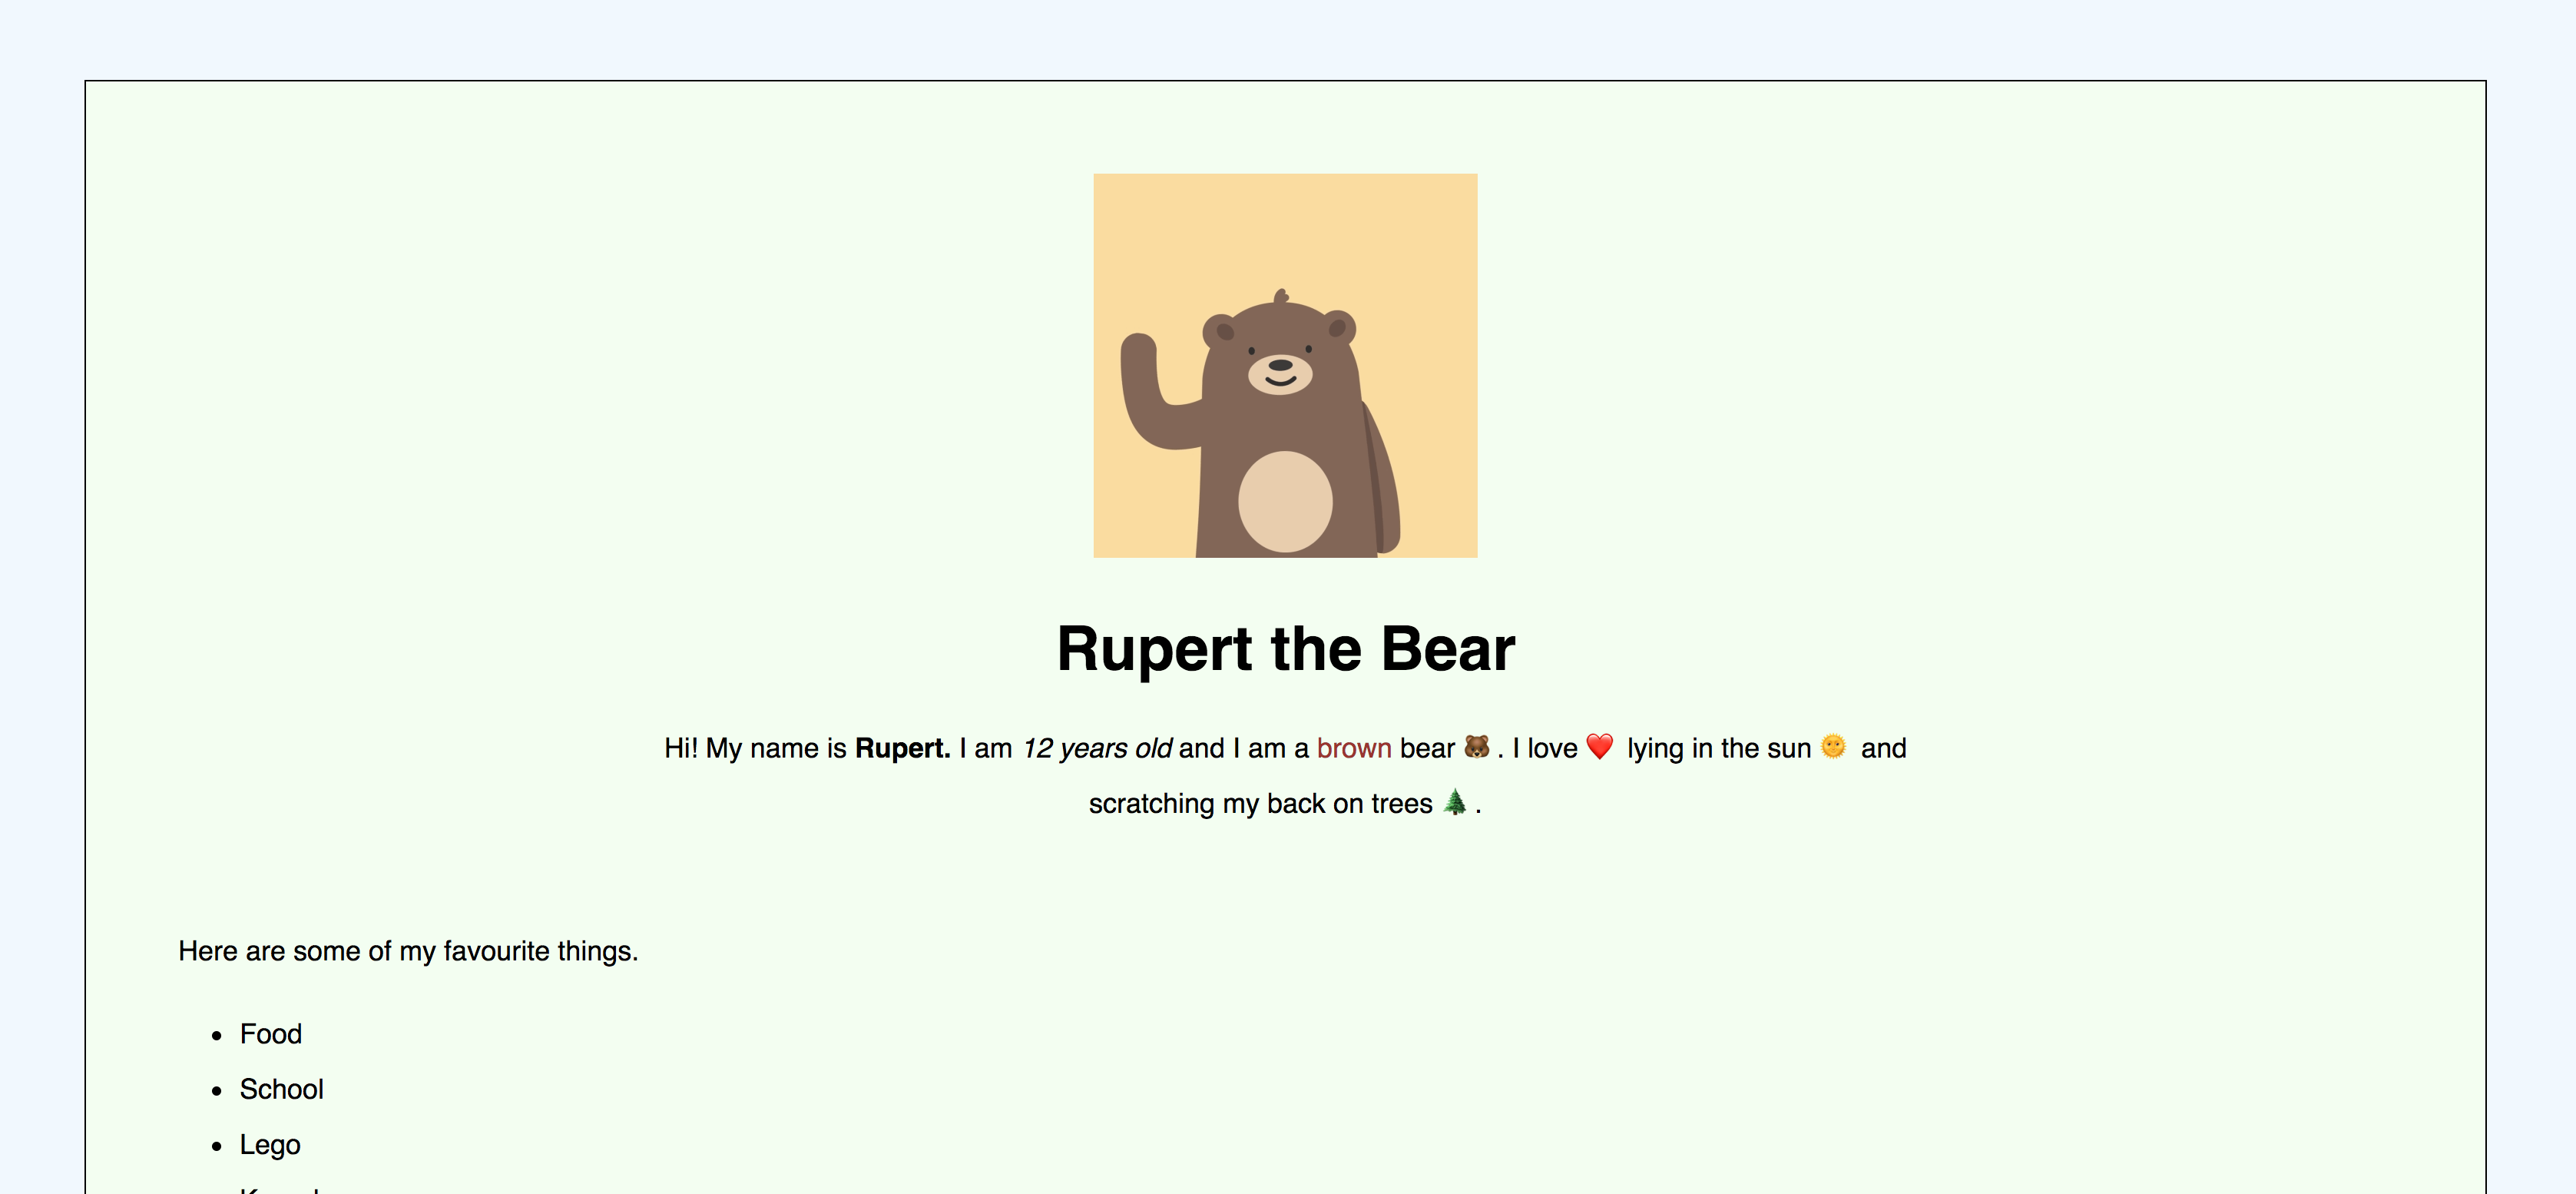 Rupert the Bear
Hi! My name is Rupert. I am 12 years old and I am a brown bear 🐻 . I love ❤️ lying in the sun 🌞 and
scratching my back on trees 🌲 .
Here are some of my favourite things.
• Food
• School
• Lego